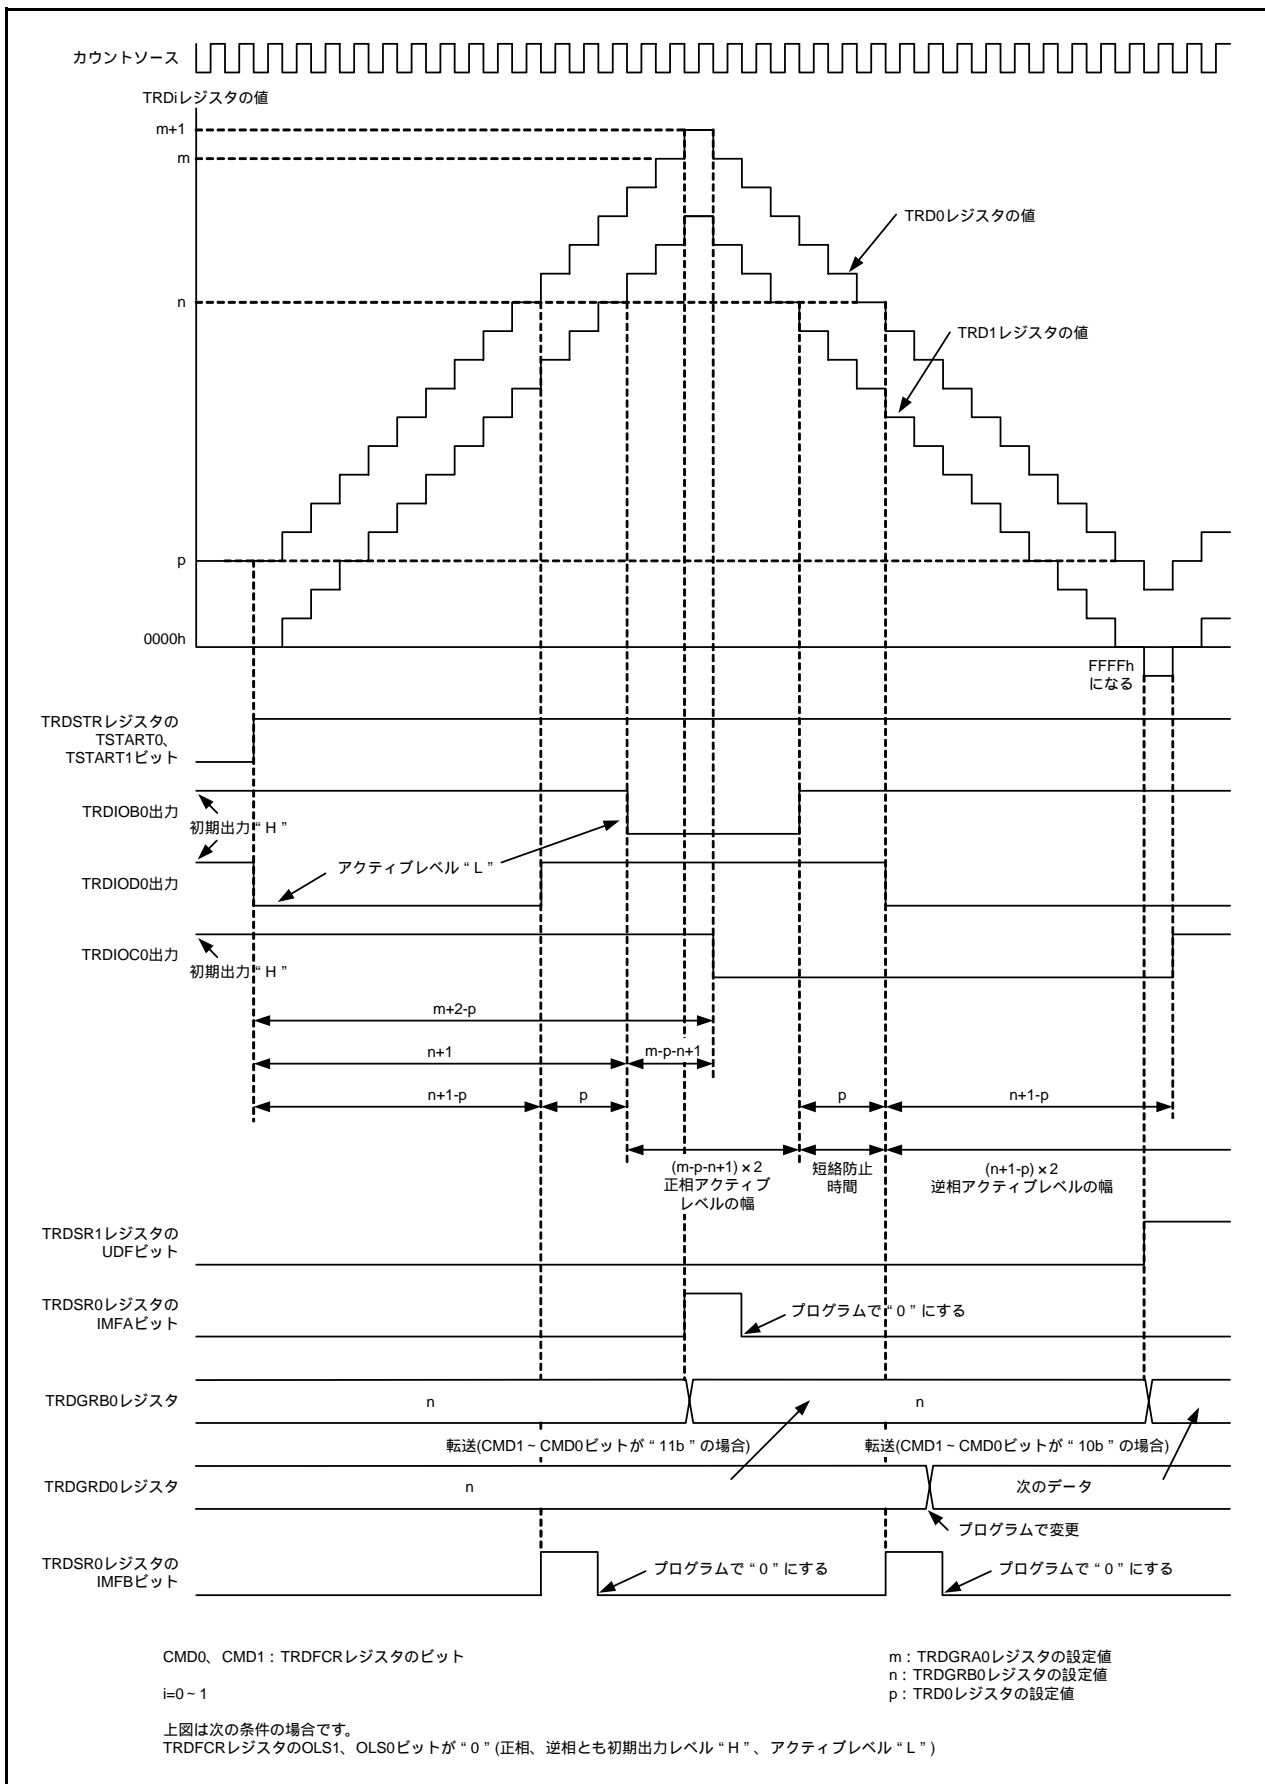 カウントソース
TRDiレジスタの値
m+1
m
TRD0レジスタの値
n
TRD1レジスタの値
p
0000h
FFFFh
になる
TRDSTRレジスタの
TSTART0、
TSTART1ビット
TRDIOB0出力
初期出力“H”
アクティブレベル“L”
TRDIOD0出力
TRDIOC0出力
初期出力“H”
m+2-p
n+1
m-p-n+1
n+1-p
p
p
n+1-p
(m-p-n+1)×2
正相アクティブ
レベルの幅
短絡防止
時間
(n+1-p)×2
逆相アクティブレベルの幅
TRDSR1レジスタの
UDFビット
TRDSR0レジスタの
IMFAビット
プログラムで“0”にする
TRDGRB0レジスタ
n
n
転送(CMD1~CMD0ビットが“11b”の場合)
転送(CMD1~CMD0ビットが“10b”の場合)
TRDGRD0レジスタ
n
次のデータ
プログラムで変更
TRDSR0レジスタの
IMFBビット
プログラムで“0”にする
プログラムで“0”にする
CMD0、CMD1:TRDFCRレジスタのビット
i=0~1
m:TRDGRA0レジスタの設定値
n:TRDGRB0レジスタの設定値
p:TRD0レジスタの設定値
上図は次の条件の場合です。
TRDFCRレジスタのOLS1、OLS0ビットが“0”(正相、逆相とも初期出力レベル“H”、アクティブレベル“L”)